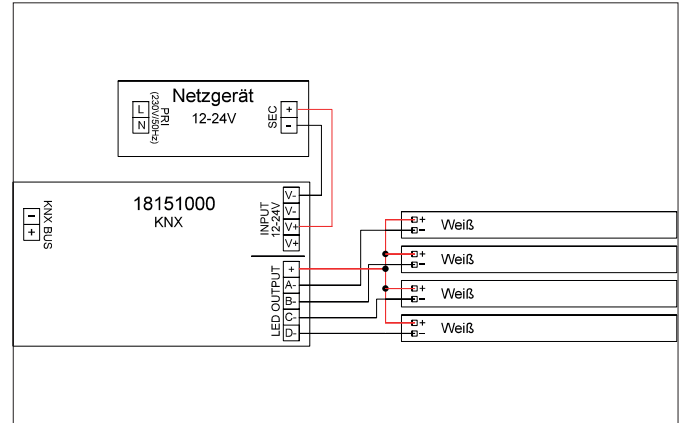 Netzgerät
12-24V
L
N
PRI
(230V/50Hz)
SEC
+
-
18151000
KNX
KNX BUS
-
+
INPUT
12-24V
V-
V-
V+
V+
LED OUTPUT
+
A-
B-
C-
D-
+
-
Weiß
+
-
Weiß
+
-
Weiß
+
-
Weiß